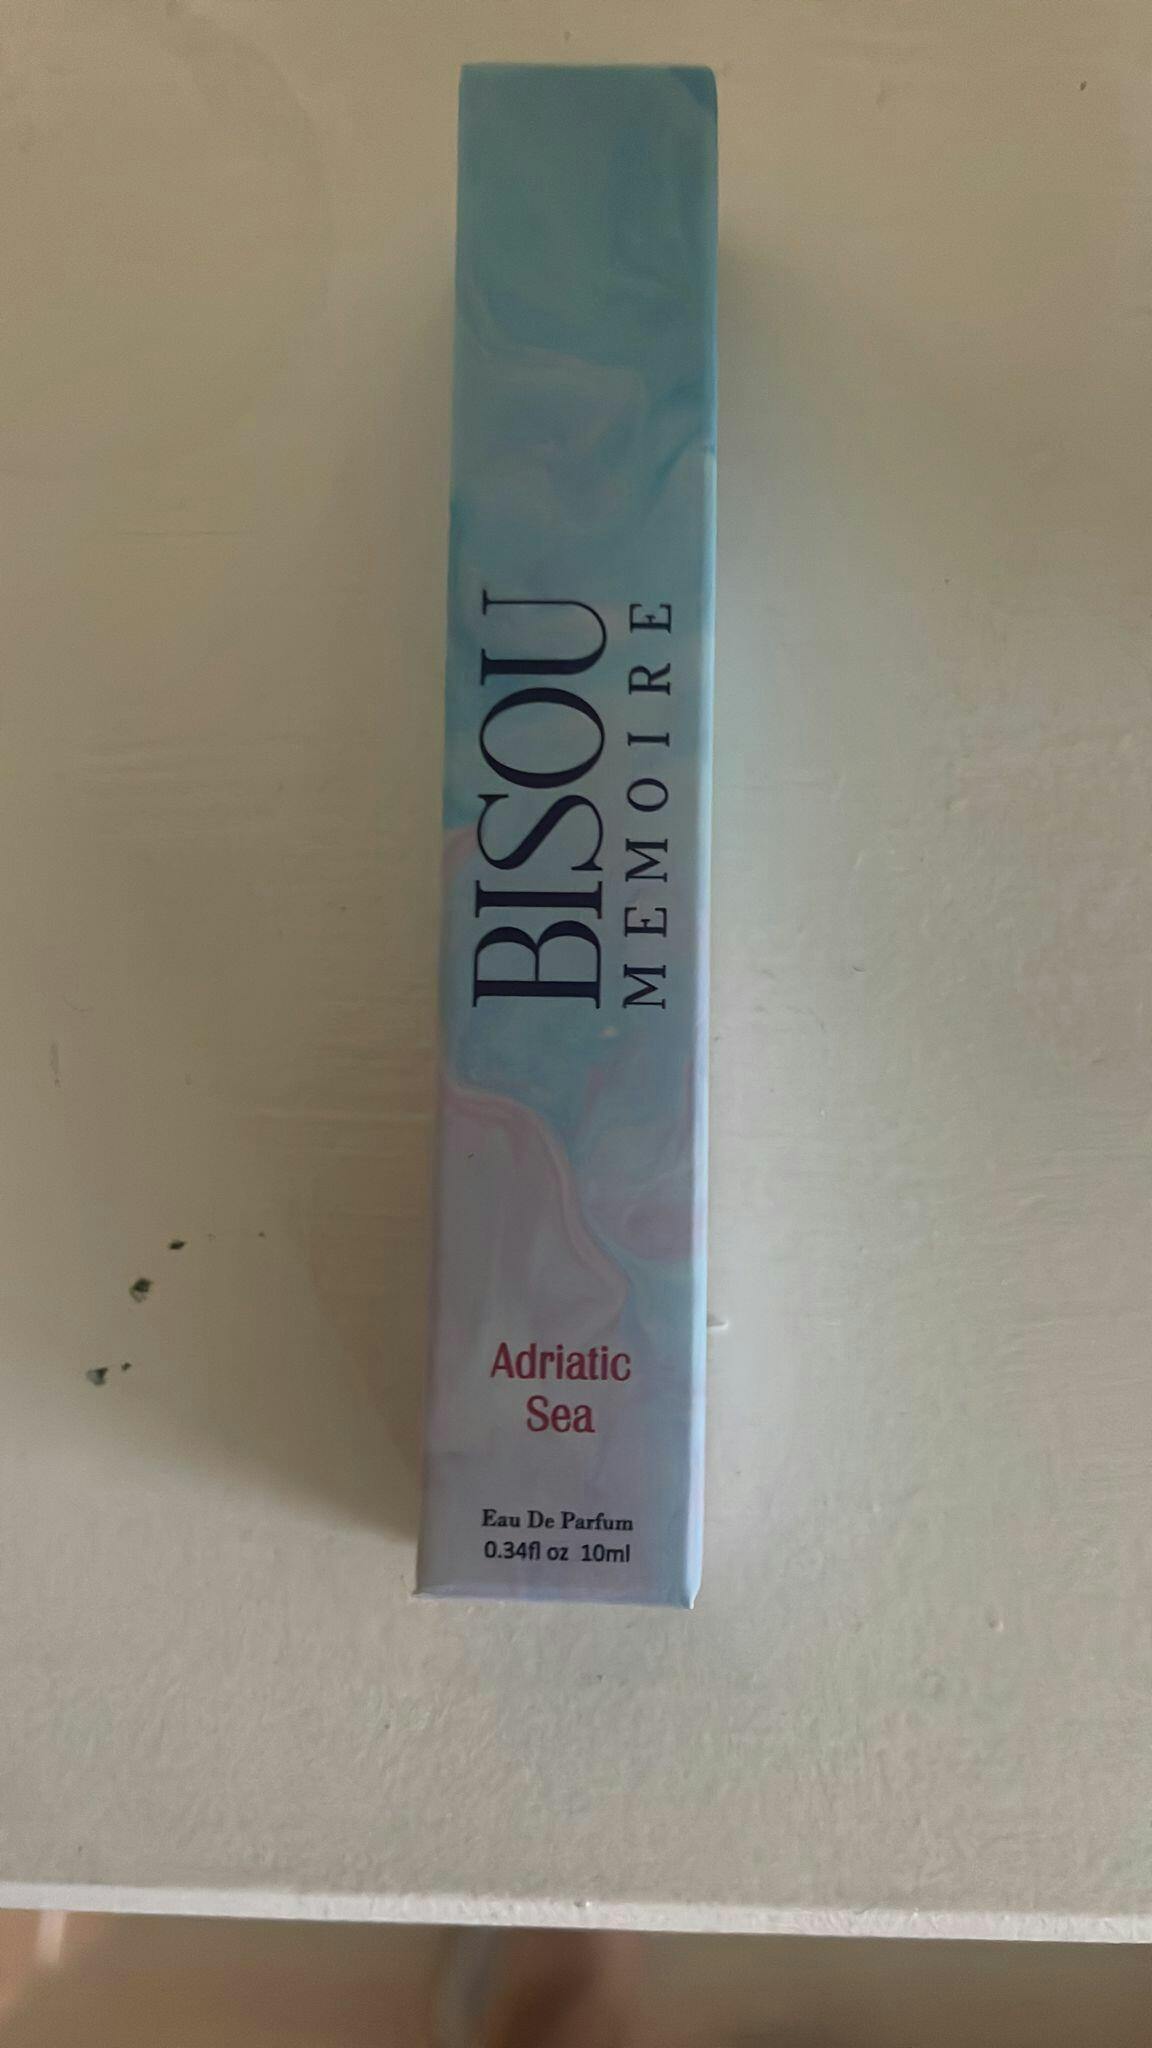 BISOU
MEMOIRE
Adriatic
Sea
Eau De Parfum
0.34fl oz 10ml